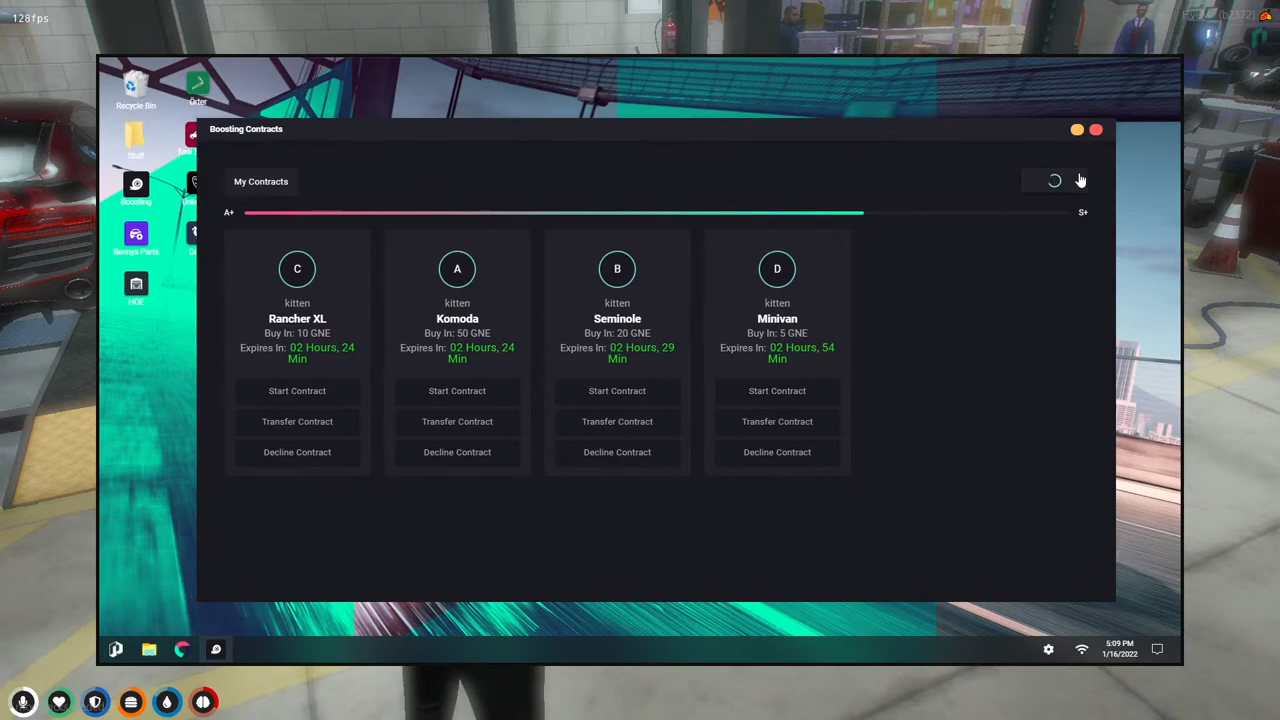 128fps
(b2372)
Recycle Bin
Örter
Stuff
Boosting
Bennys Parts
HOE
Boosting Contracts
My Contracts
A+
S+
C
kitten
Rancher XL
Buy In: 10 GNE
Expires In: 02 Hours, 24
Min
Start Contract
Transfer Contract
Decline Contract
A
kitten
Komoda
Buy In: 50 GNE
Expires In: 02 Hours, 24
Min
Start Contract
Transfer Contract
Decline Contract
B
kitten
Seminole
Buy In: 20 GNE
Expires In: 02 Hours, 29
Min
Start Contract
Transfer Contract
Decline Contract
D
kitten
Minivan
Buy In: 5 GNE
Expires In: 02 Hours, 54
Min
Start Contract
Transfer Contract
Decline Contract
5:09 PM
1/16/2022